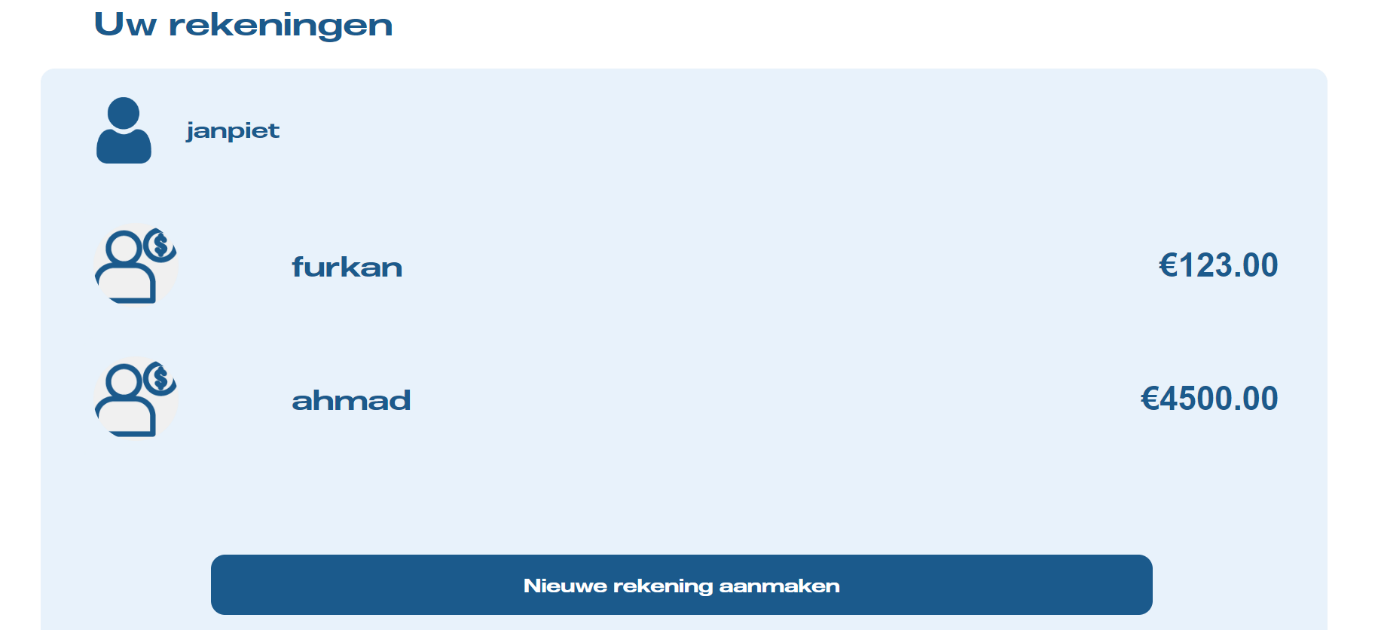 Uw rekeningen
janpiet
furkan
€123.00
ahmad
€4500.00
Nieuwe rekening aanmaken